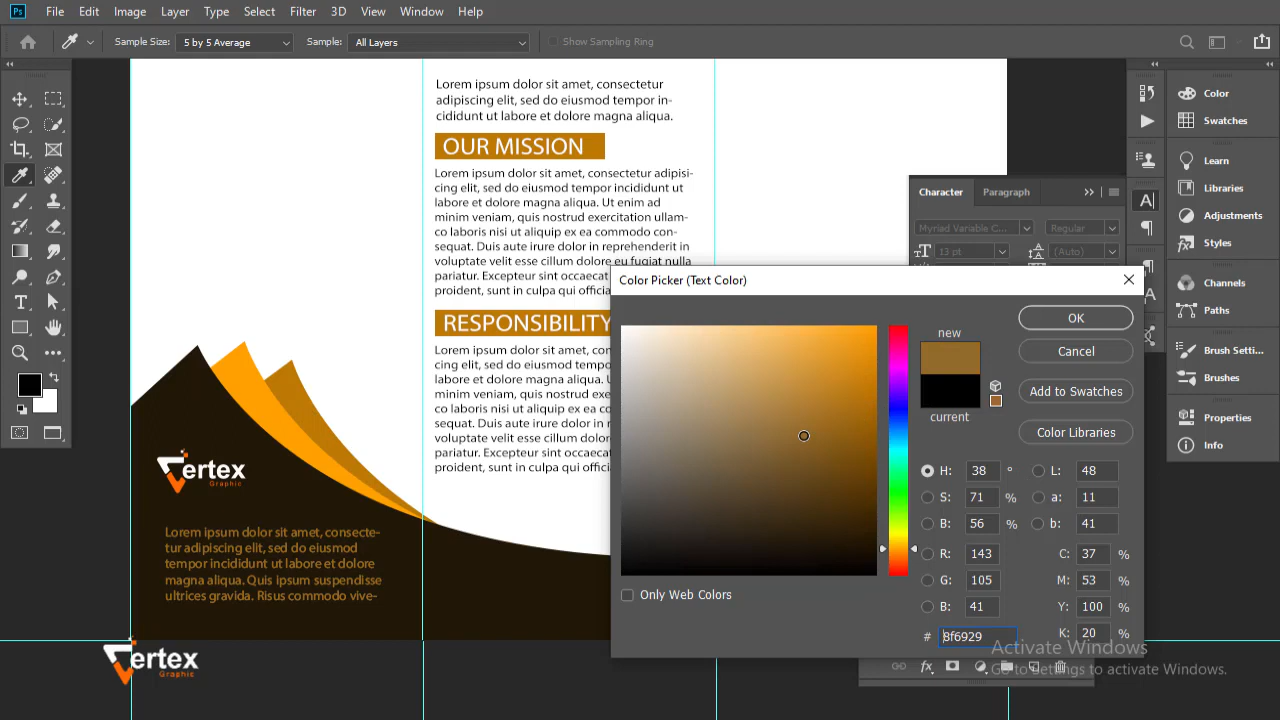 Ps File Edit Image Layer Type Select Filter 3D View Window Help
Sample Size: 5 by 5 Average Sample: All Layers Show Sampling Ring
Lorem ipsum dolor sit amet, consectetur
adipiscing elit, sed do eiusmod tempor in-
cididunt ut labore et dolore magna aliqua.
OUR MISSION
Lorem ipsum dolor sit amet, consectetur adipisi-
cing elit, sed do eiusmod tempor incididunt ut
labore et dolore magna aliqua. Ut enim ad
minim veniam, quis nostrud exercitation ullam-
co laboris nisi ut aliquip ex ea commodo con-
sequat. Duis aute irure dolor in reprehenderit in
voluptate velit esse cillum dolore eu fugiat nulla
pariatur. Excepteur sint occaecat
proident, sunt in culpa qui offici
RESPONSIBILITY
Lorem ipsum dolor sit amet,
cing elit, sed do eiusmod tem
labore et dolore magna aliqu
minim veniam, quis nostrud
co laboris nisi ut aliquip ex ea
sequat. Duis aute irure dolor
voluptate velit esse cillum do
pariatur. Excepteur sint occa
proident, sunt in culpa qui offici
ertex
Graphic
Lorem ipsum dolor sit amet, consecte-
tur adipiscing elit, sed do eiusmod
tempor incididunt ut labore et dolore
magna aliqua. Quis ipsum suspendisse
ultrices gravida. Risus commodo vive-
ertex
Graphic
Character Paragraph
Myriad Variable C... Regular
13 pt (Auto)
Color Picker (Text Color)
new
current
OK
Cancel
Add to Swatches
Color Libraries
H: 38 ° L: 48
S: 71 % a: 11
B: 56 % b: 41
R: 143 C: 37 %
G: 105 M: 53 %
B: 41 Y: 100 %
# 8f6929 K: 20 %
Only Web Colors
Activate Windows
Go to Settings to activate Windows.
Color
Swatches
Learn
Libraries
Adjustments
Styles
Channels
Paths
Brush Setti...
Brushes
Properties
Info